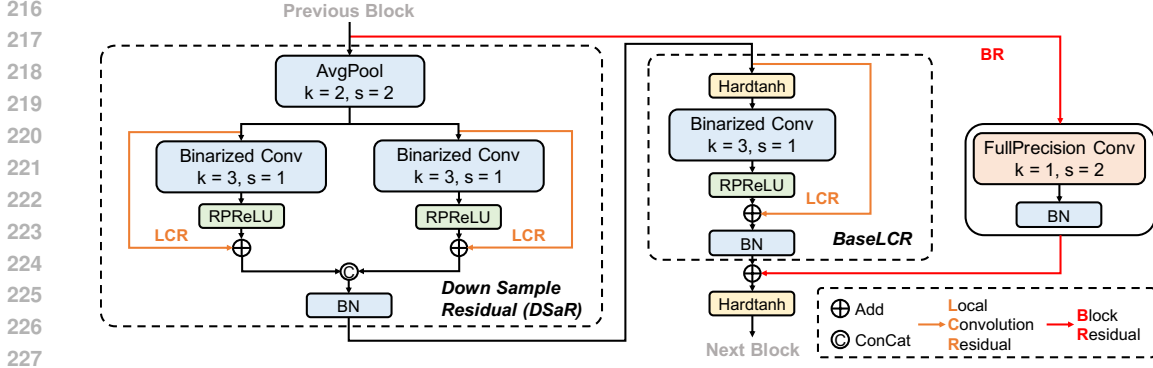 216
217
218
219
220
221
222
223
224
225
226
227
Previous Block
AvgPool
k = 2, s = 2
Binarized Conv
k = 3, s = 1
RPReLU
LCR
Binarized Conv
k = 3, s = 1
RPReLU
LCR
C
BN
Down Sample
Residual (DSaR)
Hardtanh
Binarized Conv
k = 3, s = 1
RPReLU
LCR
BN
BaseLCR
Hardtanh
Next Block
BR
FullPrecision Conv
k = 1, s = 2
BN
Add
C ConCat
Local
Convolution
Residual
Block
Residual